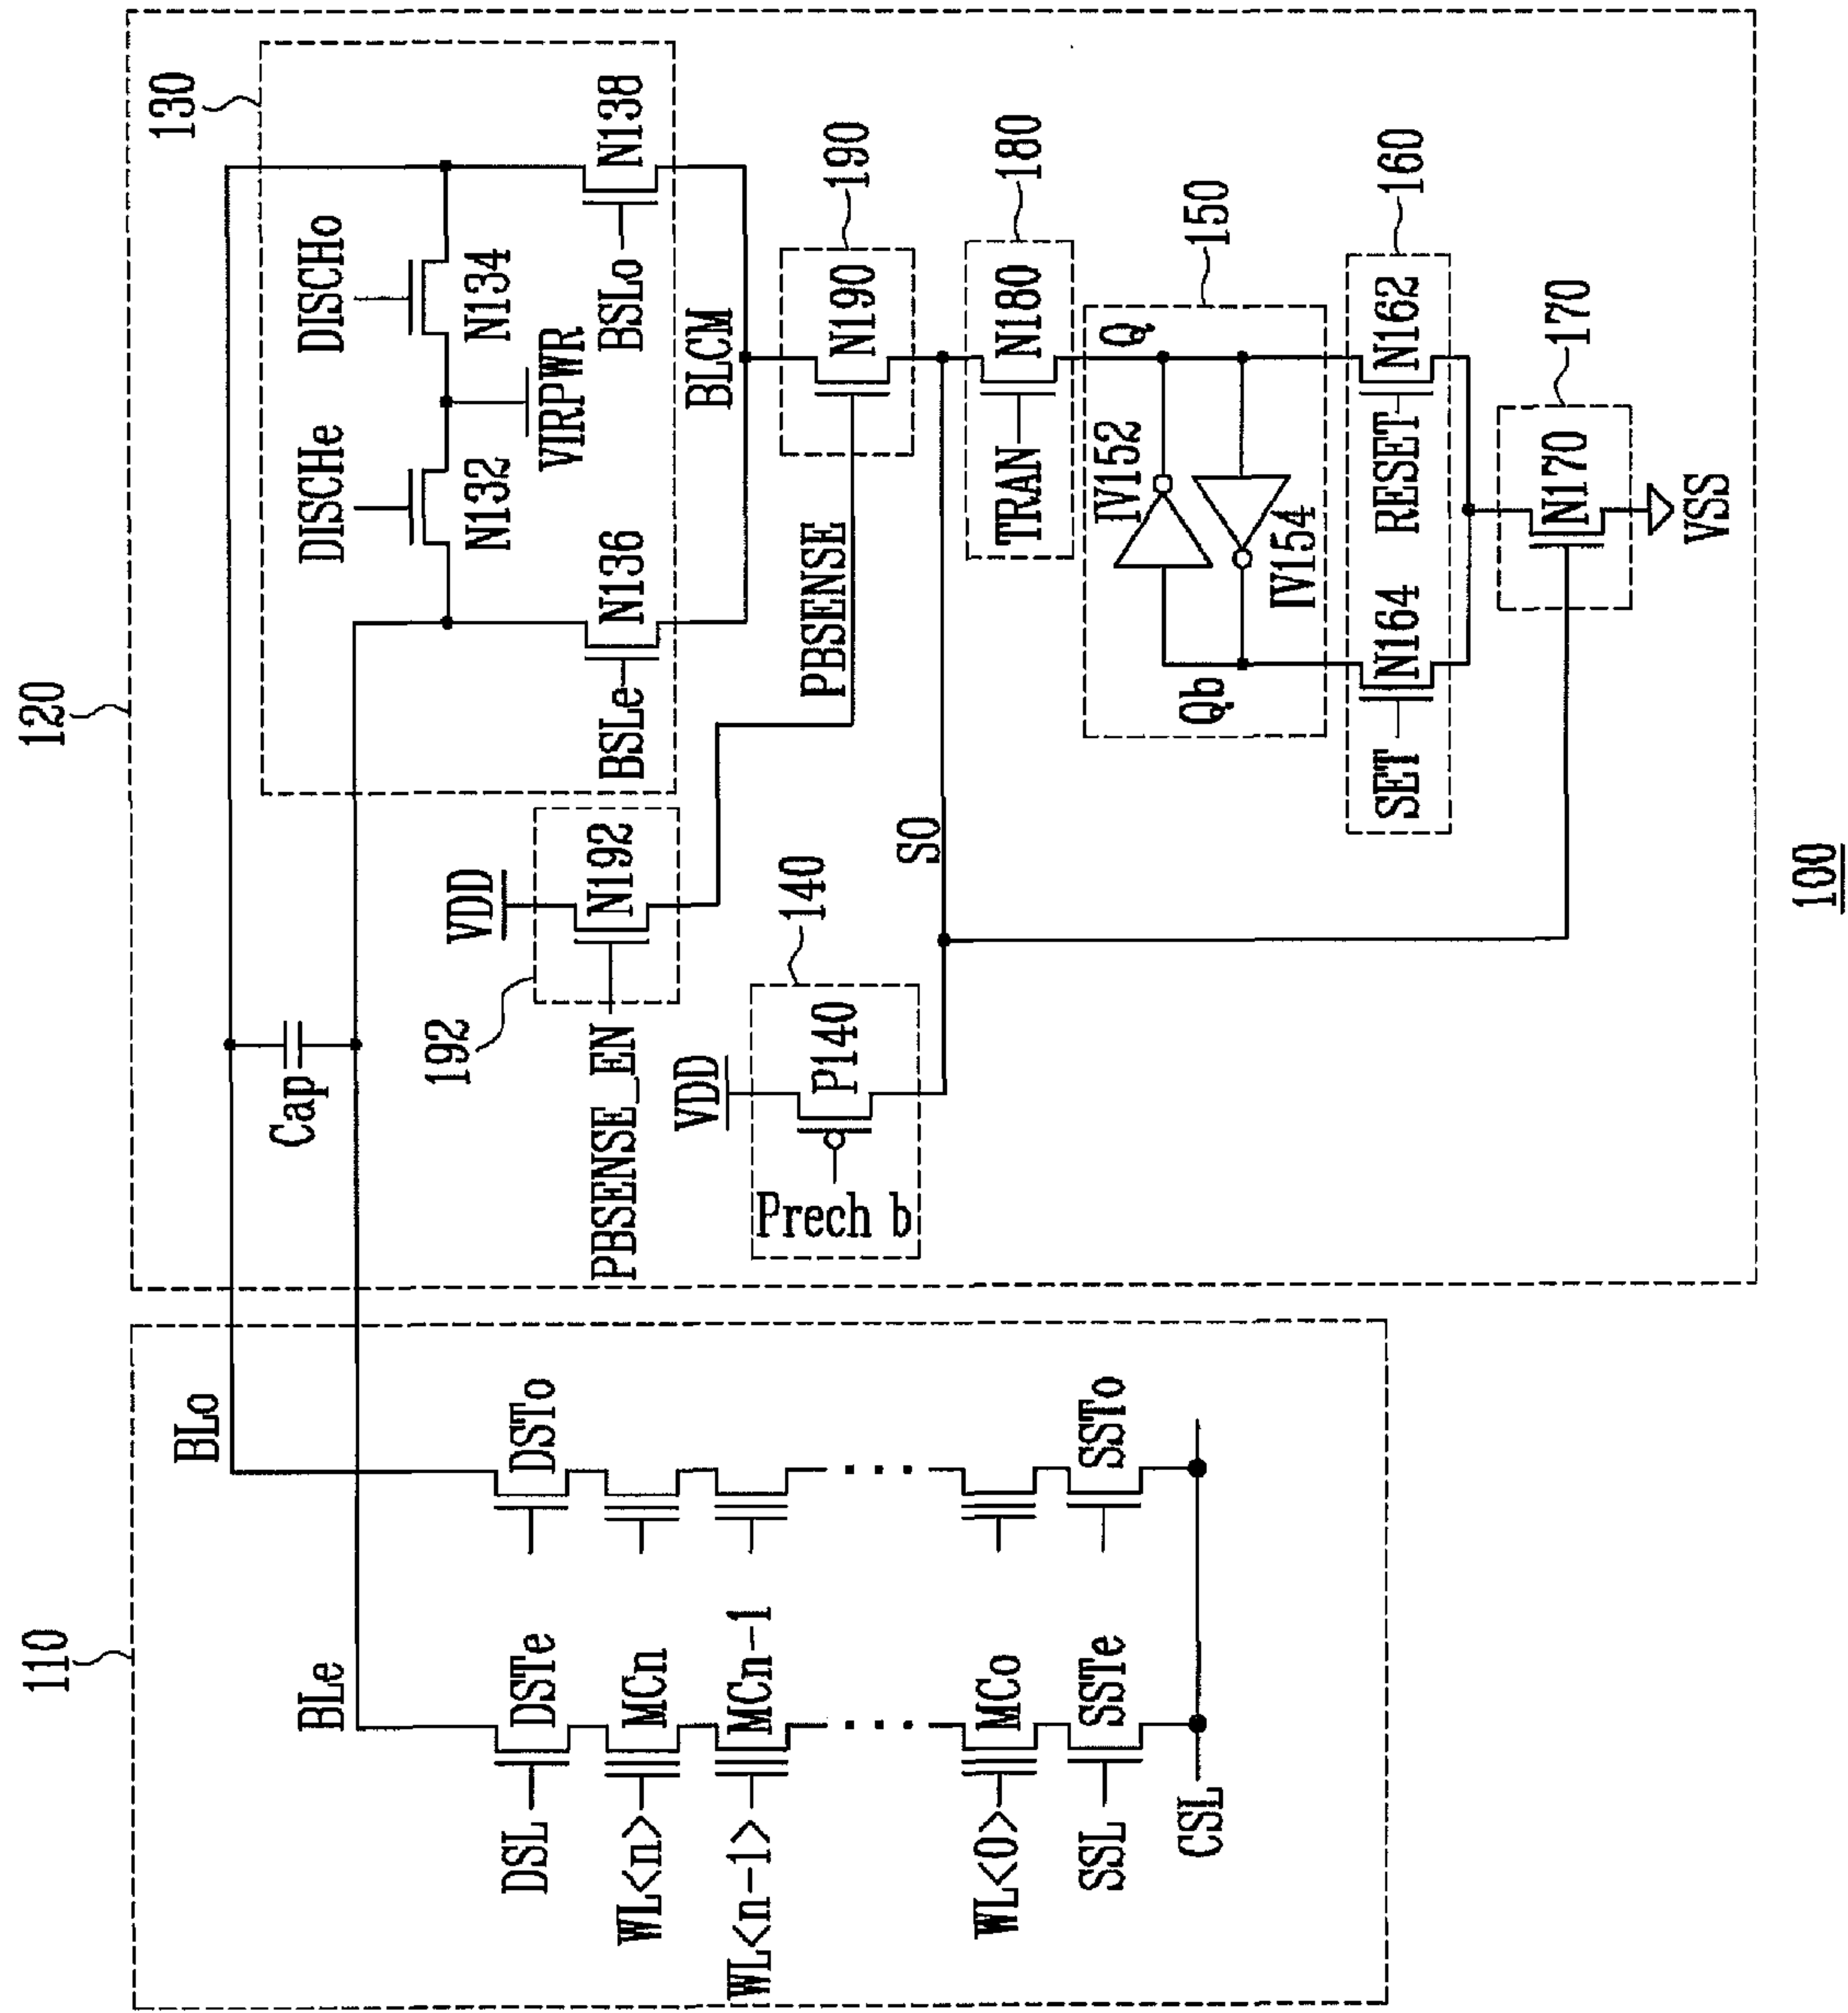 110
BLe
BLo
DSL
DSTe
DSTo
WL<n>
MCn
WL<n-1>
MCn-1
WL<0>
MCo
SSL
SSTe
SSTo
CSL
120
Cap
130
DISCHe
DISCHo
N132
N134
VIRPWR
BSLe
N136
BSLo
N138
BLCM
192
VDD
N192
PBSENSE_EN
PBSENSE
190
N190
140
VDD
P140
Prech b
SO
180
TRAN
N180
150
Q
Qb
IV152
IV154
160
SET
N164
RESET
N162
170
N170
VSS
100